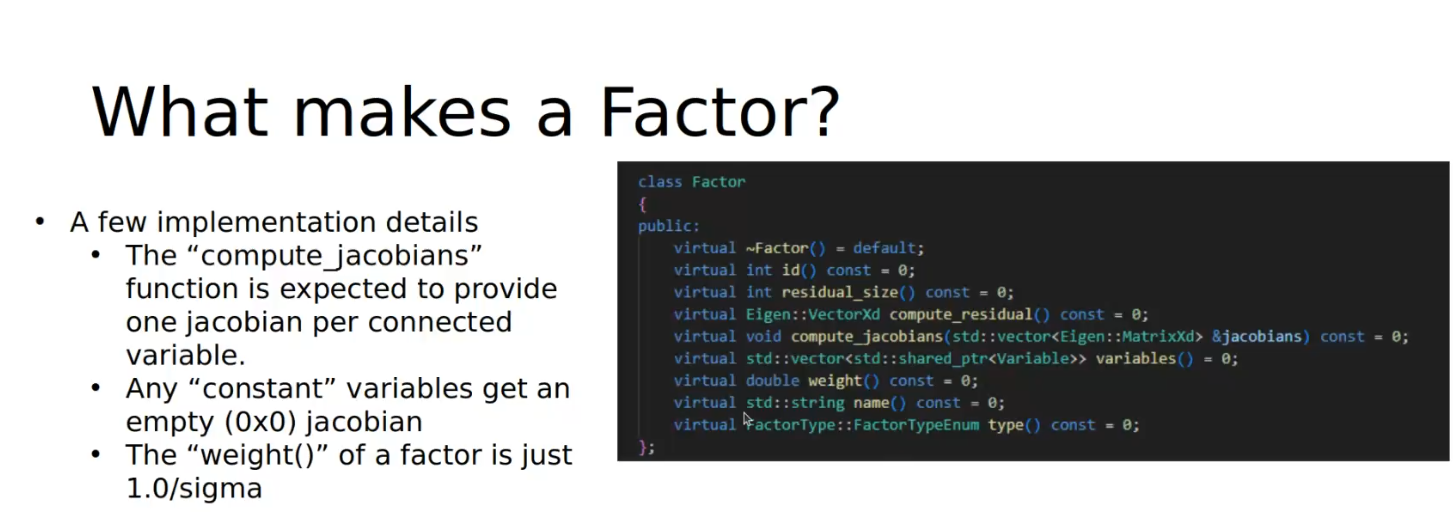 What makes a Factor?
• A few implementation details
• The “compute_jacobians”
function is expected to provide
one jacobian per connected
variable.
• Any “constant” variables get an
empty (0x0) jacobian
• The “weight()” of a factor is just
1.0/sigma
class Factor
{
public:
virtual ~Factor() = default;
virtual int id() const = 0;
virtual int residual_size() const = 0;
virtual Eigen::VectorXd compute_residual() const = 0;
virtual void compute_jacobians(std::vector<Eigen::MatrixXd> &jacobians) const = 0;
virtual std::vector<std::shared_ptr<Variable>> variables() = 0;
virtual double weight() const = 0;
virtual std::string name() const = 0;
virtual FactorType::FactorTypeEnum type() const = 0;
};